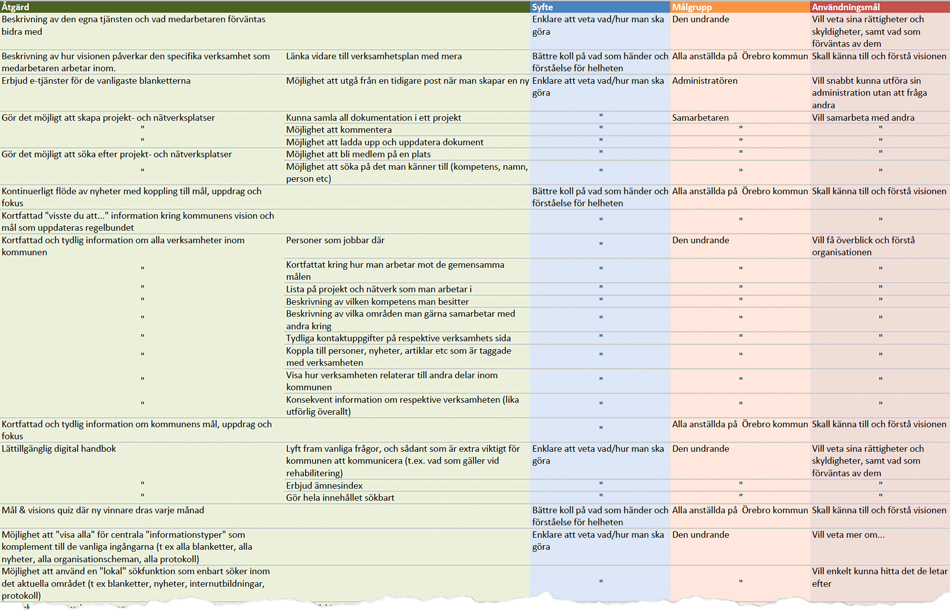 Åtgärd Syfte Målgrupp Användningsmål
Beskrivning av den egna tjänsten och vad medarbetaren förväntas Enklare att veta vad/hur man ska Den undrande Vill veta sina rättigheter och
bidra med göra skyldigheter, samt vad som
förväntas av dem
Beskrivning av hur visionen påverkar den specifika verksamhet som Länka vidare till verksamhetsplan med mera Bättre koll på vad som händer och Alla anställda på Örebro kommun Skall känna till och förstå visionen
medarbetaren arbetar inom. förståelse för helheten
Erbjud e-tjänster för de vanligaste blanketterna Möjlighet att utgå från en tidigare post när man skapar en ny Enklare att veta vad/hur man ska Administratören Vill snabbt kunna utföra sin
göra administration utan att fråga
andra
Gör det möjligt att skapa projekt- och nätverksplatser Kunna samla all dokumentation i ett projekt " Samarbetaren Vill samarbeta med andra
" Möjlighet att kommentera " " "
" Möjlighet att ladda upp och uppdatera dokument " " "
Gör det möjligt att söka efter projekt- och nätverksplatser Möjlighet att bli medlem på en plats " " "
" Möjlighet att söka på det man känner till (kompetens, namn, " " "
person etc)
Kontinuerligt flöde av nyheter med koppling till mål, uppdrag och Bättre koll på vad som händer och Alla anställda på Örebro kommun Skall känna till och förstå visionen
fokus förståelse för helheten
Kortfattad "visste du att..." information kring kommunens vision och " " "
mål som uppdateras regelbundet
Kortfattad och tydlig information om alla verksamheter inom Personer som jobbar där " Den undrande Vill få överblick och förstå
kommunen organisationen
" Kortfattat kring hur man arbetar mot de gemensamma " " "
målen
" Lista på projekt och nätverk som man arbetar i " " "
" Beskrivning av vilken kompetens man besitter " " "
" Beskrivning av vilka områden man gärna samarbetar med " " "
andra kring
" Tydliga kontaktuppgifter på respektive verksamhets sida " " "
" Koppla till personer, nyheter, artiklar etc som är taggade " " "
med verksamheten
" Visa hur verksamheten relaterar till andra delar inom " " "
kommunen
" Konsekvent information om respektive verksamheten (lika " " "
utförlig överallt)
Kortfattad och tydlig information om kommunens mål, uppdrag och " Alla anställda på Örebro kommun Skall känna till och förstå visionen
fokus
Lättillgänglig digital handbok Lyft fram vanliga frågor, och sådant som är extra viktigt för Enklare att veta vad/hur man ska Den undrande Vill veta sina rättigheter och
kommunen att kommunicera (t.ex. vad som gäller vid göra skyldigheter, samt vad som
rehabilitering) förväntas av dem
" Erbjud ämnesindex " " "
" Gör hela innehållet sökbart " " "
Mål & visions quiz där ny vinnare dras varje månad Bättre koll på vad som händer och Alla anställda på Örebro kommun Skall känna till och förstå visionen
förståelse för helheten
Möjlighet att "visa alla" för centrala "informationstyper" som Enklare att veta vad/hur man ska Den undrande Vill veta mer om...
komplement till de vanliga ingångarna (t ex alla blanketter, alla göra
nyheter, alla organisationscheman, alla protokoll)
Möjlighet att använd en "lokal" sökfunktion som enbart söker inom " " Vill enkelt kunna hitta det de letar
det aktuella området (t ex blanketter, nyheter, internutbildningar, efter
protokoll)